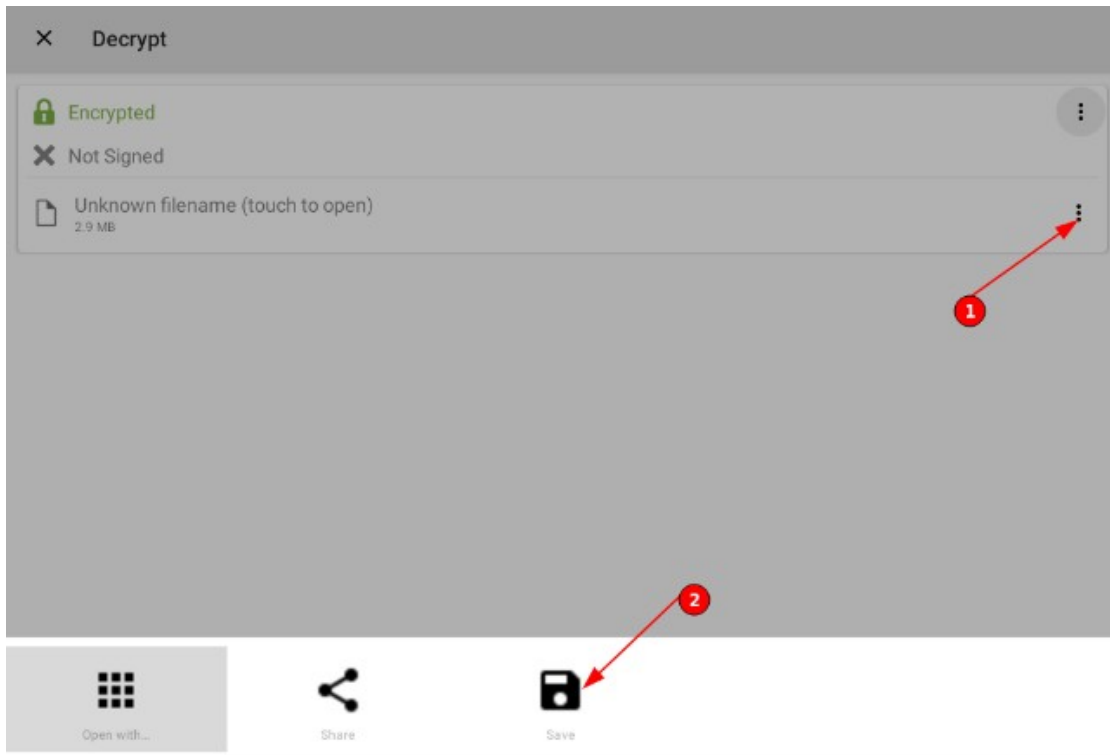 Decrypt
Encrypted
Not Signed
Unknown filename (touch to open)
2.9 MB
1
2
Open with...
Share
Save